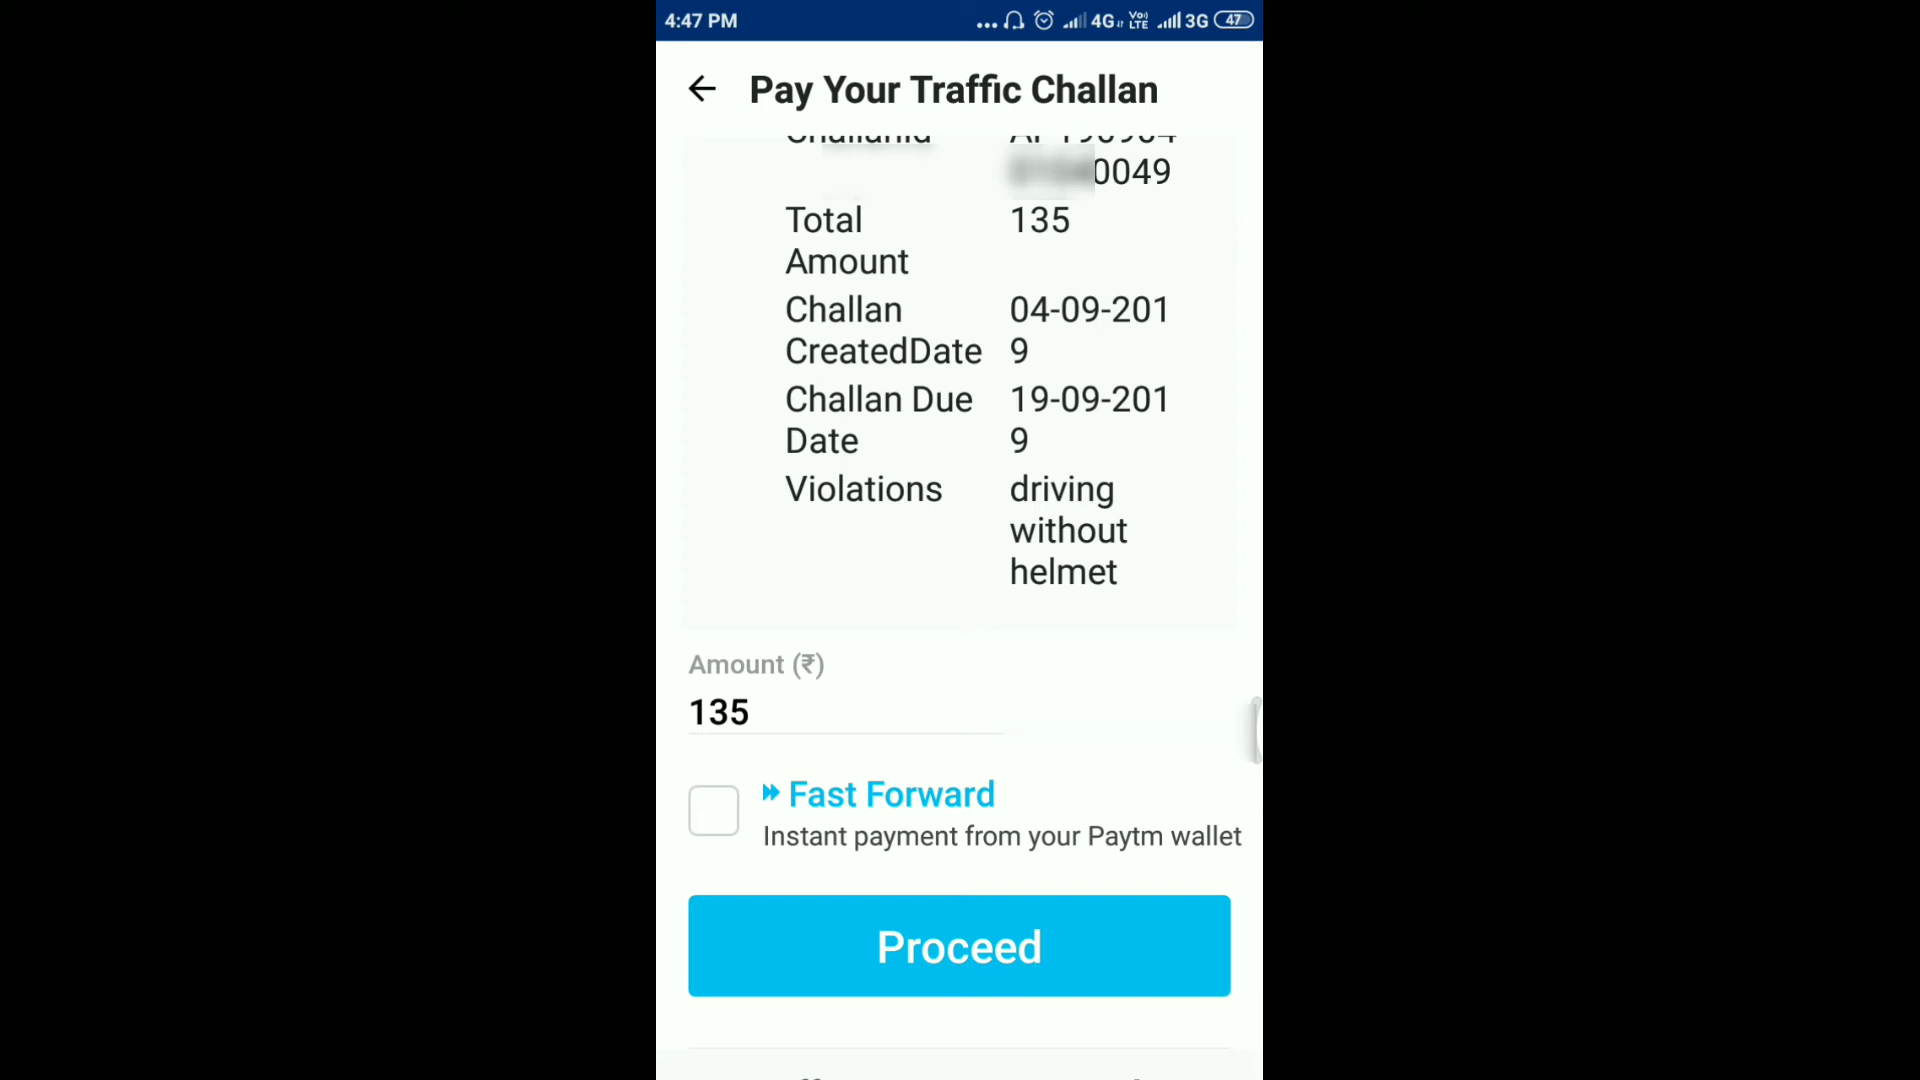 4:47 PM ... 4G Vo) LTE 3G 47
Pay Your Traffic Challan
0049
Total 135
Amount
Challan 04-09-201
CreatedDate 9
Challan Due 19-09-201
Date 9
Violations driving
without
helmet
Amount (₹)
135
Fast Forward
Instant payment from your Paytm wallet
Proceed